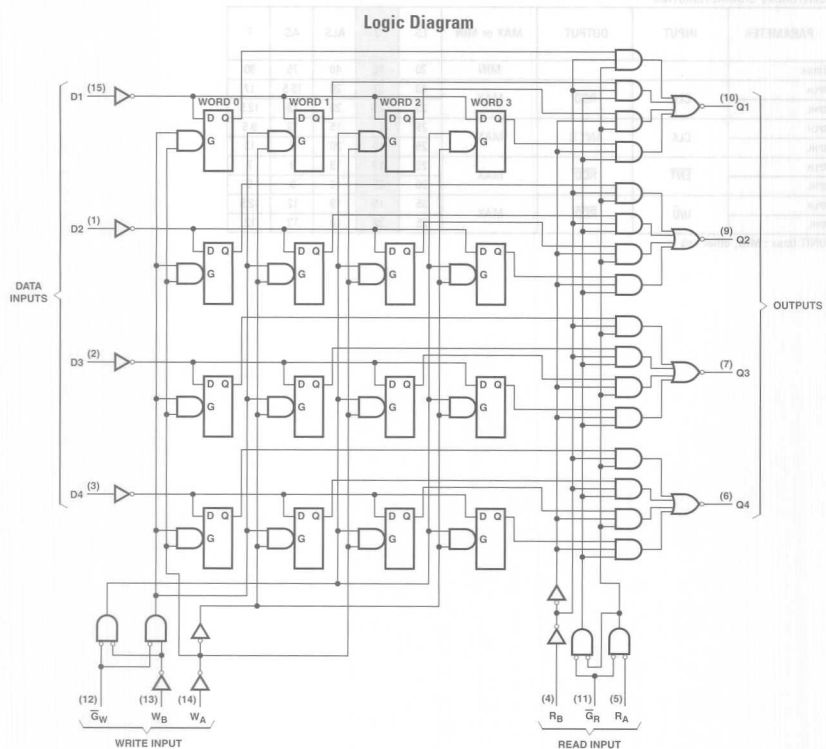 Logic Diagram
D1 (15)
WORD 0 WORD 1 WORD 2 WORD 3
D Q D Q D Q D Q
G G G G
(10) Q1
D2 (1)
D Q D Q D Q D Q
G G G G
(9) Q2
DATA INPUTS
OUTPUTS
D3 (2)
D Q D Q D Q D Q
G G G G
(7) Q3
D4 (3)
D Q D Q D Q D Q
G G G G
(6) Q4
(12) (13) (14) (4) (11) (5)
G̅W WB WA RB G̅R RA
WRITE INPUT READ INPUT